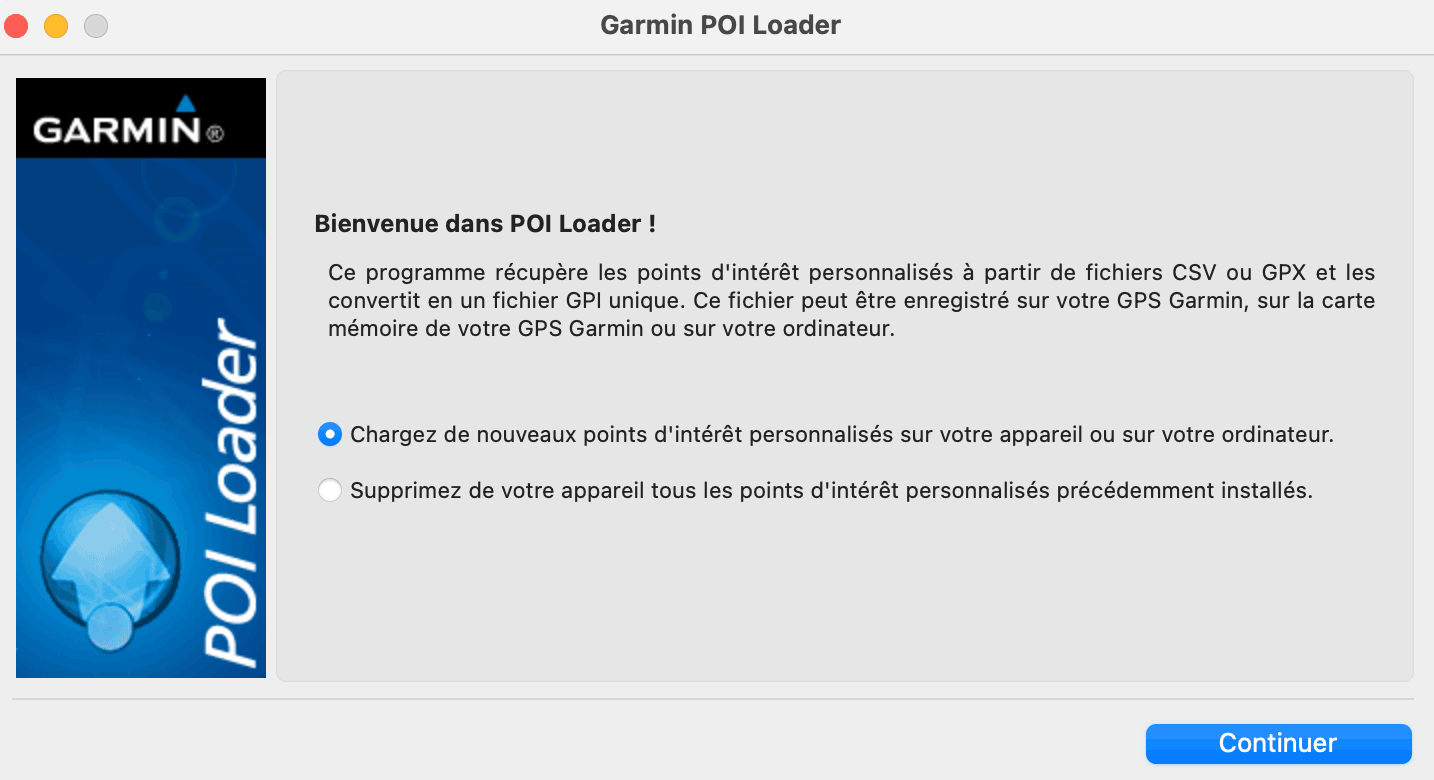 Garmin POI Loader
GARMIN®
POI Loader
Bienvenue dans POI Loader !
Ce programme récupère les points d'intérêt personnalisés à partir de fichiers CSV ou GPX et les
convertit en un fichier GPI unique. Ce fichier peut être enregistré sur votre GPS Garmin, sur la carte
mémoire de votre GPS Garmin ou sur votre ordinateur.
Chargez de nouveaux points d'intérêt personnalisés sur votre appareil ou sur votre ordinateur.
Supprimez de votre appareil tous les points d'intérêt personnalisés précédemment installés.
Continuer